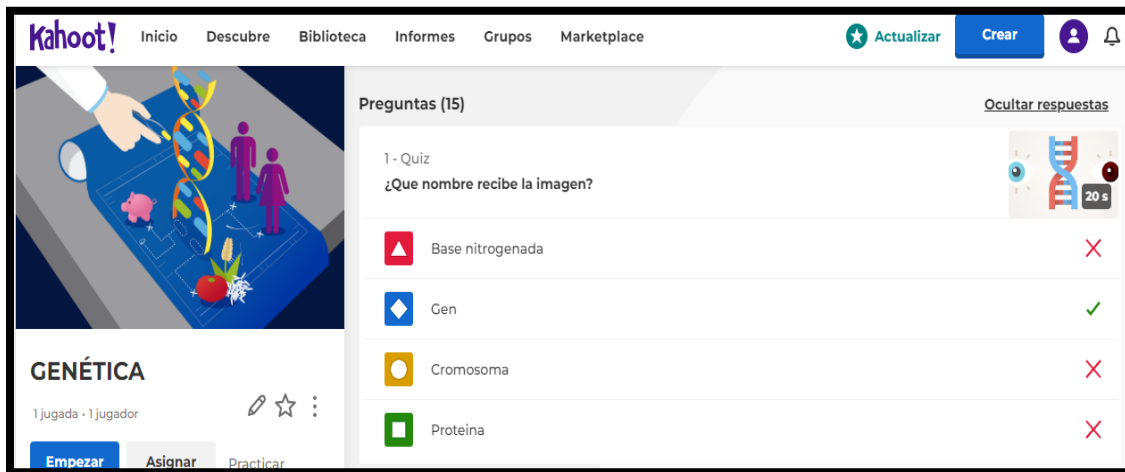 Kahoot! Inicio Descubre Biblioteca Informes Grupos Marketplace Actualizar Crear
Preguntas (15) Ocultar respuestas
1 - Quiz
¿Que nombre recibe la imagen?
20 s
Base nitrogenada
Gen
Cromosoma
Proteina
GENÉTICA
1 jugada · 1 jugador
Empezar Asignar Practicar